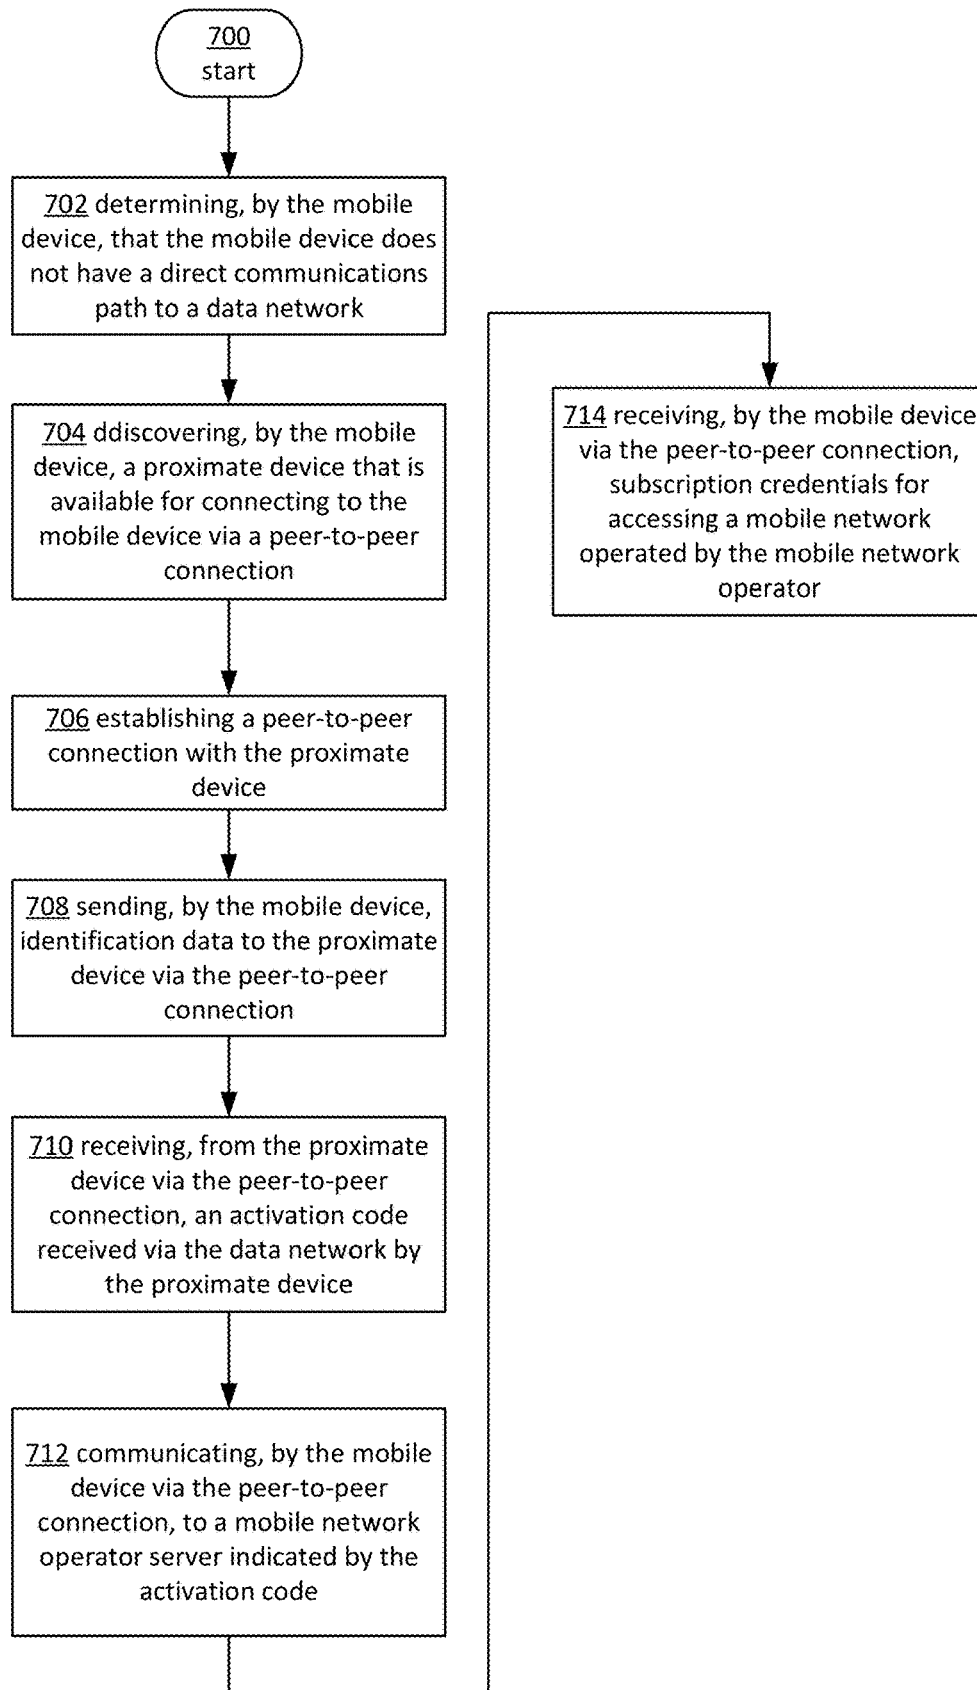 700
start
702 determining, by the mobile
device, that the mobile device does
not have a direct communications
path to a data network
704 ddiscovering, by the mobile
device, a proximate device that is
available for connecting to the
mobile device via a peer-to-peer
connection
706 establishing a peer-to-peer
connection with the proximate
device
708 sending, by the mobile device,
identification data to the proximate
device via the peer-to-peer
connection
710 receiving, from the proximate
device via the peer-to-peer
connection, an activation code
received via the data network by
the proximate device
712 communicating, by the mobile
device via the peer-to-peer
connection, to a mobile network
operator server indicated by the
activation code
714 receiving, by the mobile device
via the peer-to-peer connection,
subscription credentials for
accessing a mobile network
operated by the mobile network
operator